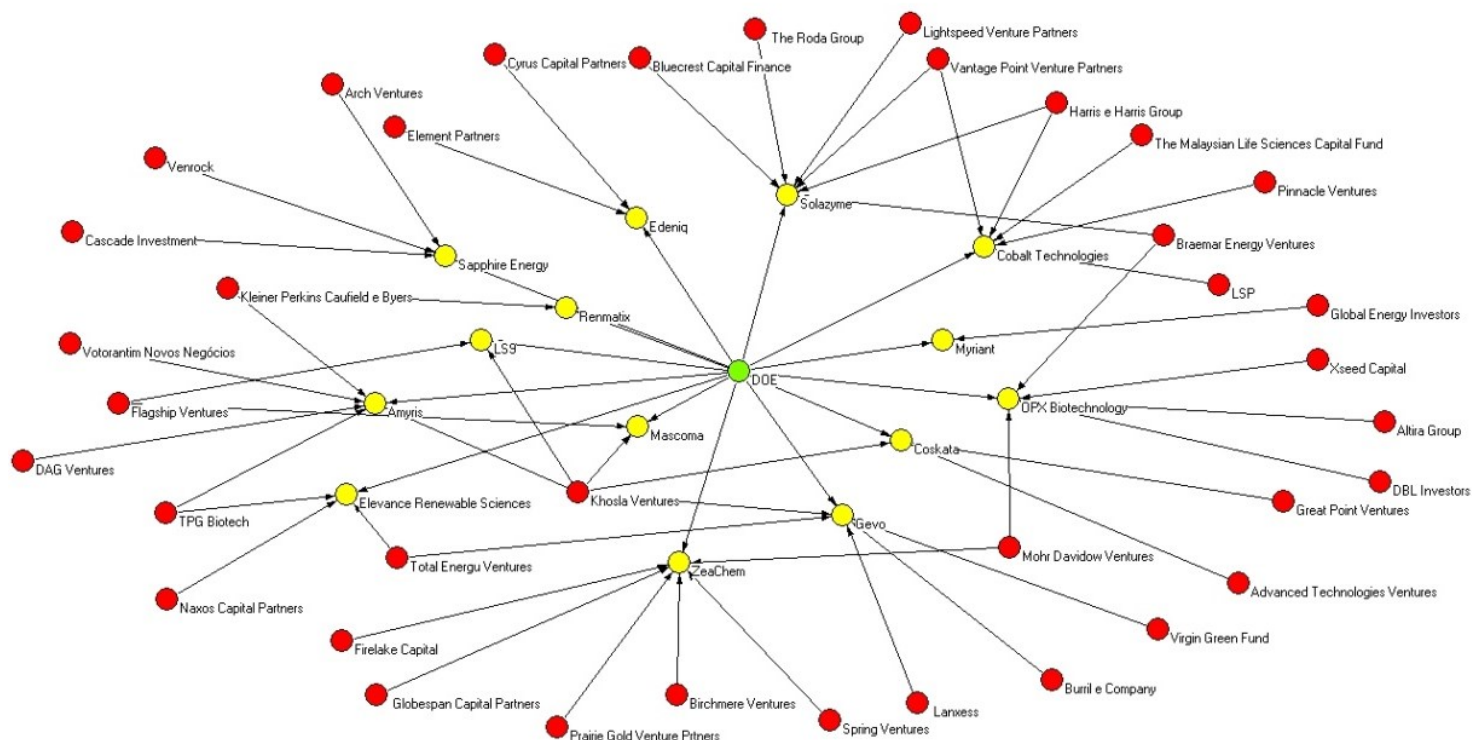 Lightspeed Venture Partners
The Roda Group
Cyrus Capital Partners
Bluecrest Capital Finance
Vantage Point Venture Partners
Arch Ventures
Harris e Harris Group
Element Partners
The Malaysian Life Sciences Capital Fund
Venrock
Pinnacle Ventures
Solazyme
Edeniq
Cascade Investment
Braemar Energy Ventures
Cobalt Technologies
Sapphire Energy
LSP
Kleiner Perkins Caufield e Byers
Renmatix
Global Energy Investors
LS9
Myriant
Votorantim Novos Negócios
Xseed Capital
DOE
Flagship Ventures
Amyris
OPX Biotechnology
Altira Group
Mascoma
Coskata
DAG Ventures
DBL Investors
Elevance Renewable Sciences
Khosla Ventures
Great Point Ventures
TPG Biotech
Gevo
Total Energu Ventures
Mohr Davidow Ventures
ZeaChem
Advanced Technologies Ventures
Naxos Capital Partners
Virgin Green Fund
Firelake Capital
Burril e Company
Globespan Capital Partners
Birchmere Ventures
Lanxess
Spring Ventures
Prairie Gold Venture Prtners